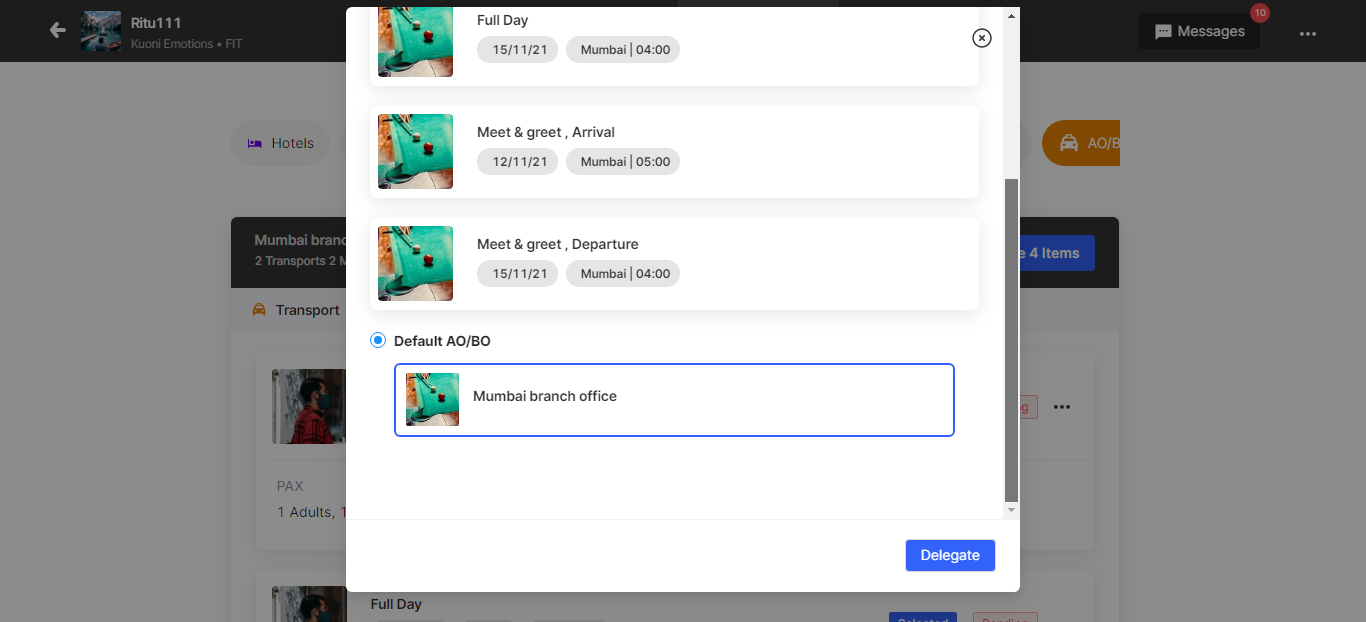 Ritu111
Kuoni Emotions • FIT
10
Messages
Hotels
AO/B
Mumbai branc
2 Transports 2 M
e 4 Items
Transport
PAX
1 Adults, 1
Full Day
15/11/21 Mumbai | 04:00
Meet & greet , Arrival
12/11/21 Mumbai | 05:00
Meet & greet , Departure
15/11/21 Mumbai | 04:00
Default AO/BO
Mumbai branch office
g
Delegate
Full Day
Selected Pending